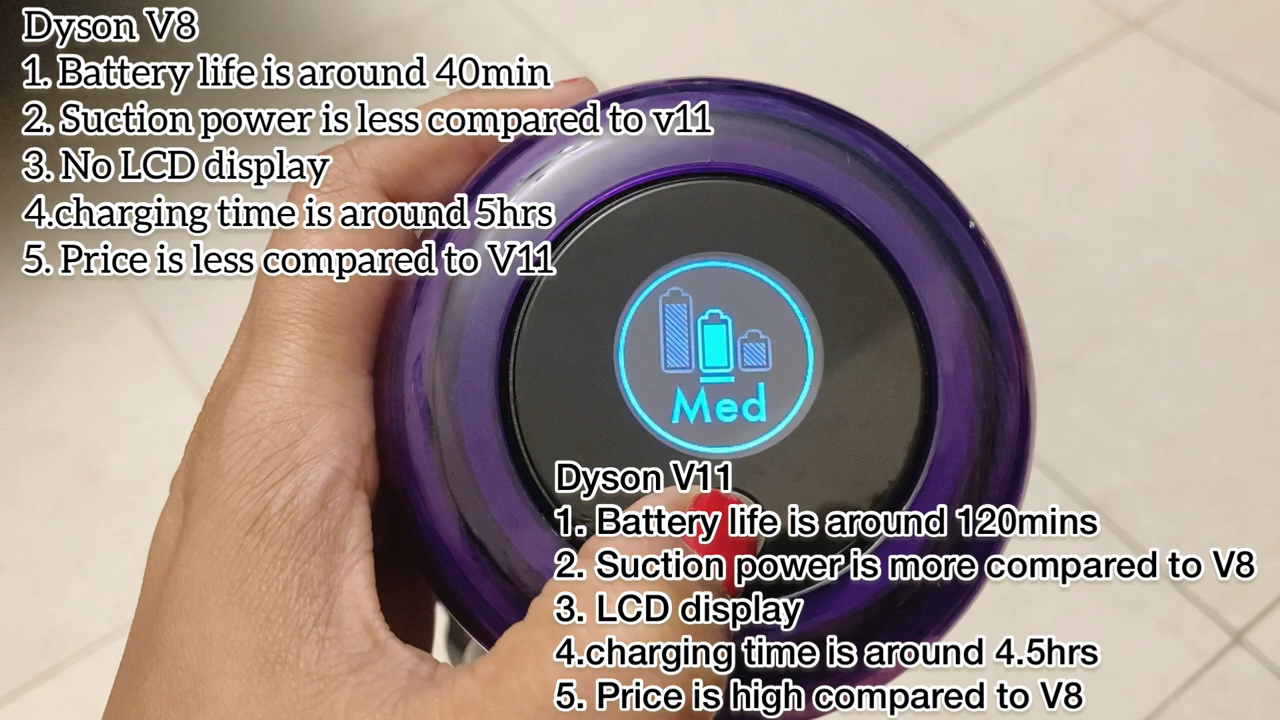 Dyson V8
1. Battery life is around 40min
2. Suction power is less compared to v11
3. No LCD display
4.charging time is around 5hrs
5. Price is less compared to V11
Med
Dyson V11
1. Battery life is around 120mins
2. Suction power is more compared to V8
3. LCD display
4.charging time is around 4.5hrs
5. Price is high compared to V8